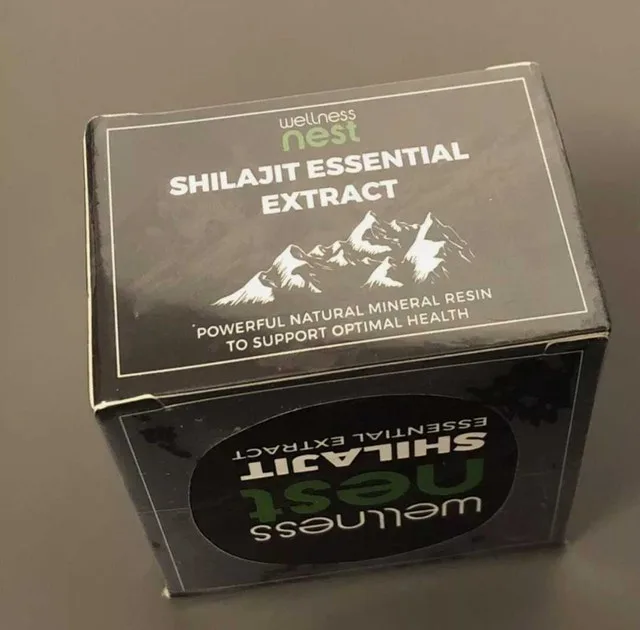 wellness
nest
SHILAJIT ESSENTIAL
EXTRACT
POWERFUL NATURAL MINERAL RESIN
TO SUPPORT OPTIMAL HEALTH
wellness
nest
SHILAJIT
ESSENTIAL EXTRACT